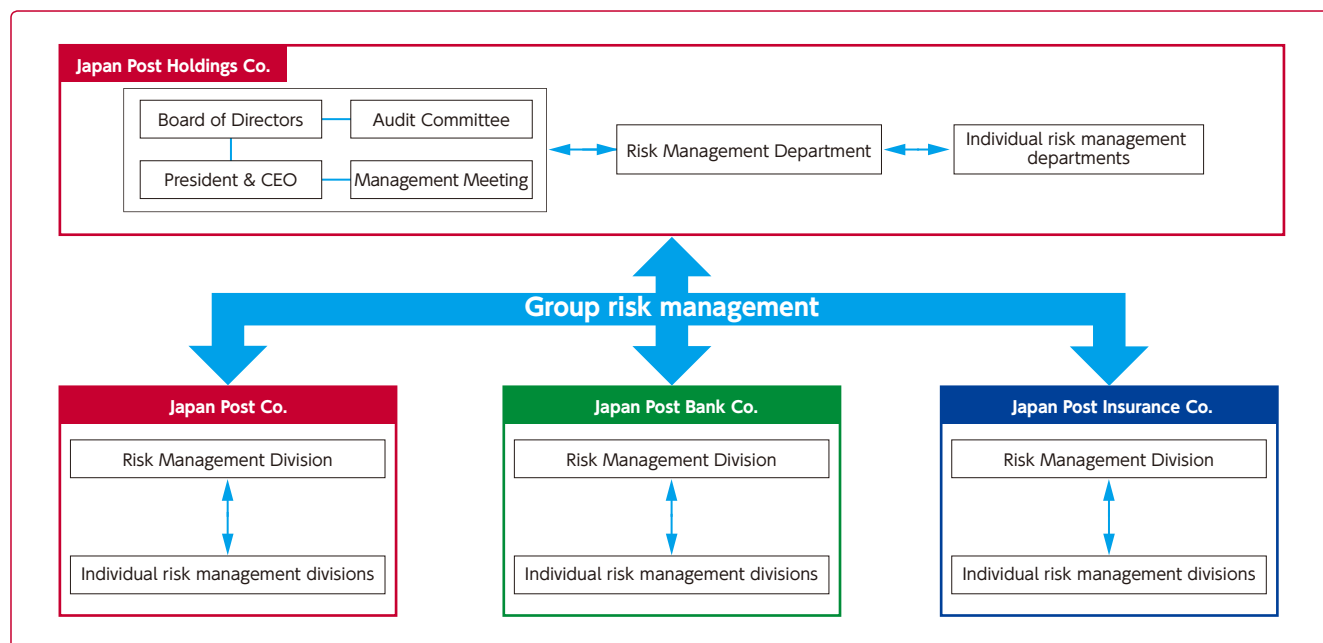 Japan Post Holdings Co.
Board of Directors
Audit Committee
President & CEO
Management Meeting
Risk Management Department
Individual risk management
departments
Group risk management
Japan Post Co.
Risk Management Division
Individual risk management divisions
Japan Post Bank Co.
Risk Management Division
Individual risk management divisions
Japan Post Insurance Co.
Risk Management Division
Individual risk management divisions